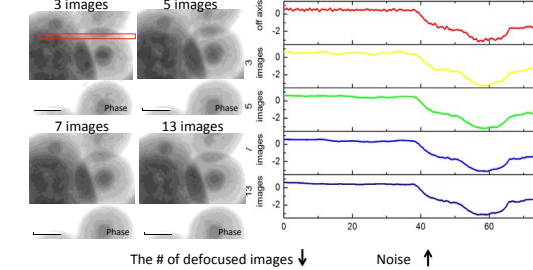 3 images
5 images
Phase
Phase
7 images
13 images
Phase
Phase
off axis
0
-2
3 images
0
-2
5 images
0
-2
7 images
0
-2
13 images
0
-2
0 20 40 60
The # of defocused images ↓ Noise ↑